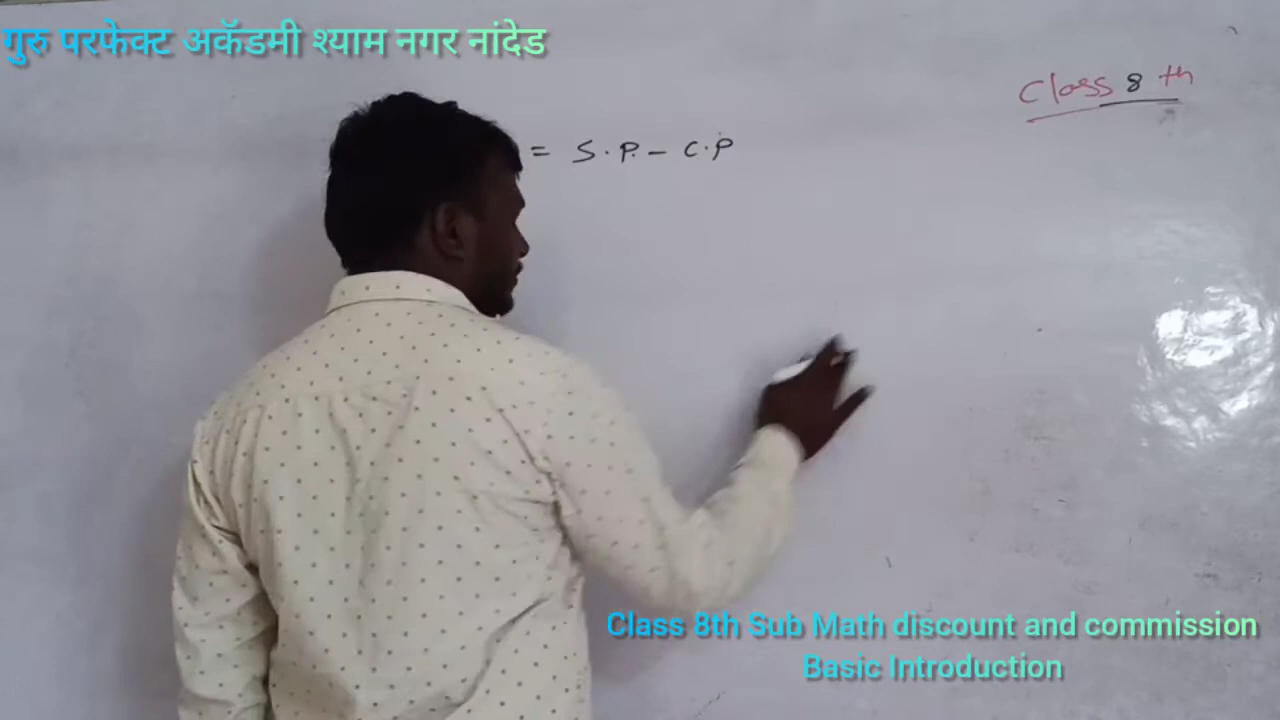 गुरु परफेक्ट अकॅडमी श्याम नगर नांदेड
Class 8 th
= S.P. - C.P
Class 8th Sub Math discount and commission
Basic Introduction